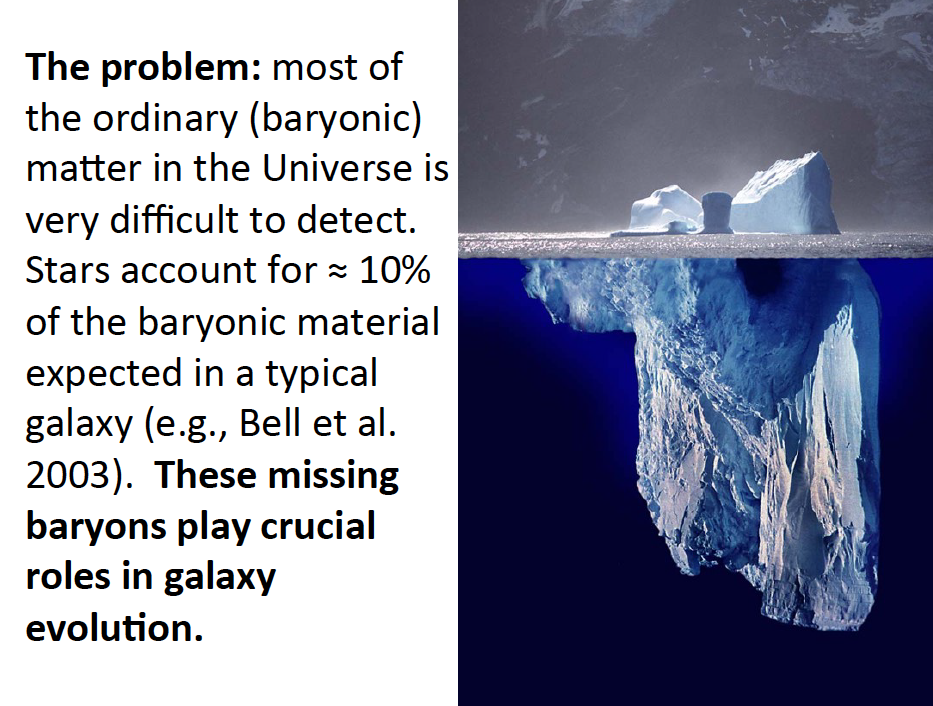 The problem: most of
the ordinary (baryonic)
matter in the Universe is
very difficult to detect.
Stars account for ≈ 10%
of the baryonic material
expected in a typical
galaxy (e.g., Bell et al.
2003).  These missing
baryons play crucial
roles in galaxy
evolution.